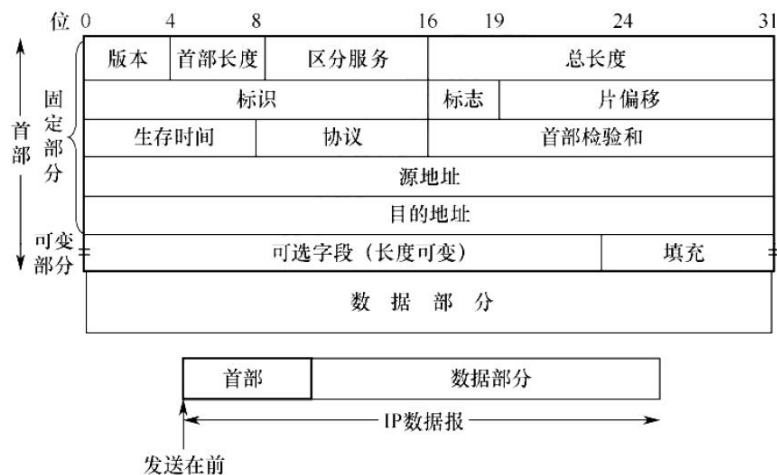 位 0 4 8 16 19 24 31
版本 首部长度 区分服务 总长度
标识 标志 片偏移
生存时间 协议 首部检验和
源地址
目的地址
可选字段（长度可变） 填充
数据部分
首部
固定部分
可变部分
首部 数据部分
IP数据报
发送在前